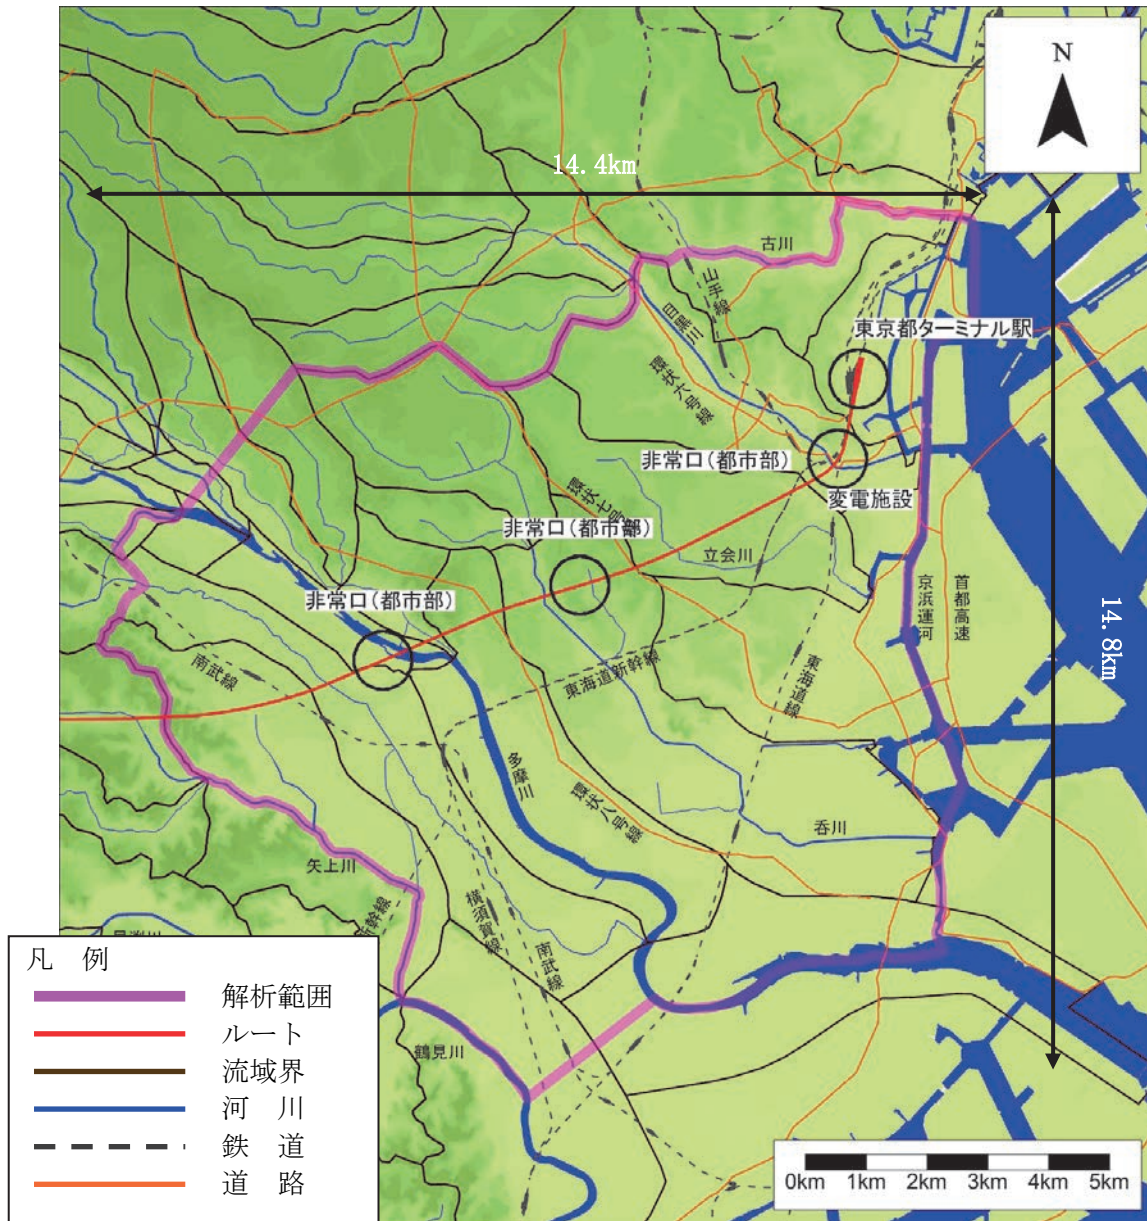 N
14.4km
古川
山手線
目黒川
東京都ターミナル駅
環状六号線
非常口(都市部)
変電施設
環状七号
非常口(都市部)
立会川
非常口(都市部)
京浜運河
首都高速
14.8km
南武線
東海道新幹線
東海道線
多摩川
環状八号線
呑川
矢上川
新幹線
横須賀線
南武線
鶴見川
凡 例
解析範囲
ルート
流域界
河 川
鉄 道
道 路
0km 1km 2km 3km 4km 5km